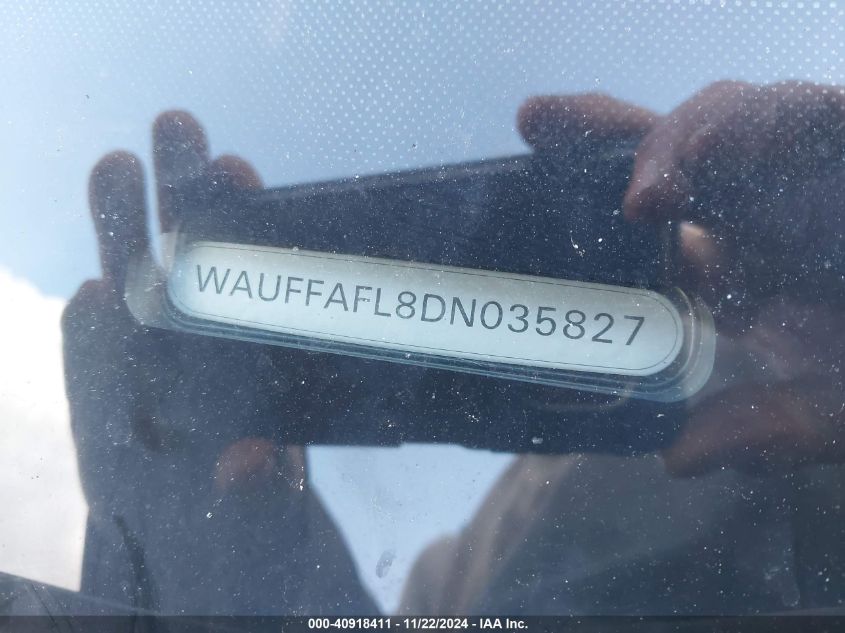 WAUFFAFL8DN035827
000-40918411 - 11/22/2024 - IAA Inc.